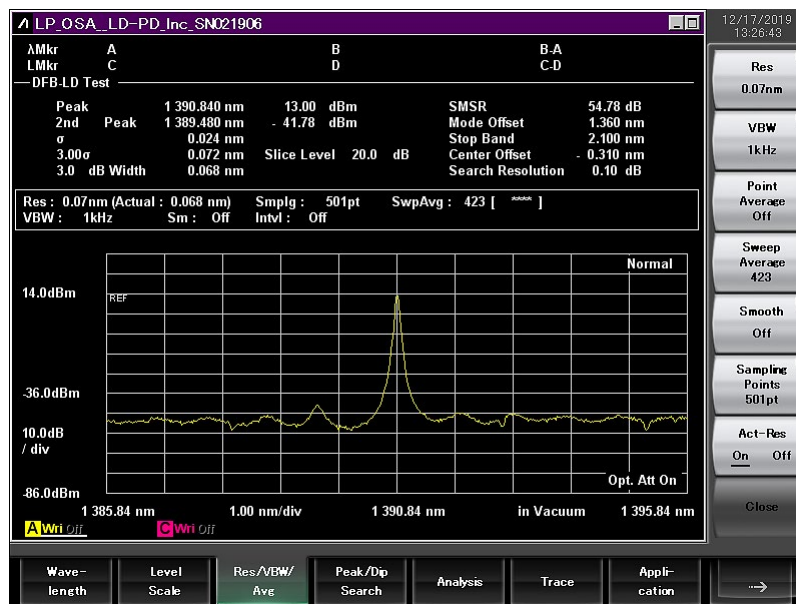 LP_OSA__LD-PD_Inc_SN021906
12/17/2019
13:26:43
λMkr A B B-A
LMkr C D C-D
DFB-LD Test
Peak 1 390.840 nm 13.00 dBm SMSR 54.78 dB
2nd Peak 1 389.480 nm - 41.78 dBm Mode Offset 1.360 nm
σ 0.024 nm Stop Band 2.100 nm
3.00σ 0.072 nm Slice Level 20.0 dB Center Offset - 0.310 nm
3.0 dB Width 0.068 nm Search Resolution 0.10 dB
Res : 0.07nm (Actual : 0.068 nm) Smplg : 501pt SwpAvg : 423 [ **** ]
VBW : 1kHz Sm : Off Intvl : Off
Normal
14.0dBm
REF
-36.0dBm
10.0dB
/ div
Opt. Att On
-86.0dBm
1 385.84 nm 1.00 nm/div 1 390.84 nm in Vacuum 1 395.84 nm
A Wri Off C Wri Off
Res
0.07nm
VBW
1kHz
Point
Average
Off
Sweep
Average
423
Smooth
Off
Sampling
Points
501pt
Act-Res
On Off
Close
Wave-
length
Level
Scale
Res/VBW/
Avg
Peak/Dip
Search
Analysis
Trace
Appli-
cation